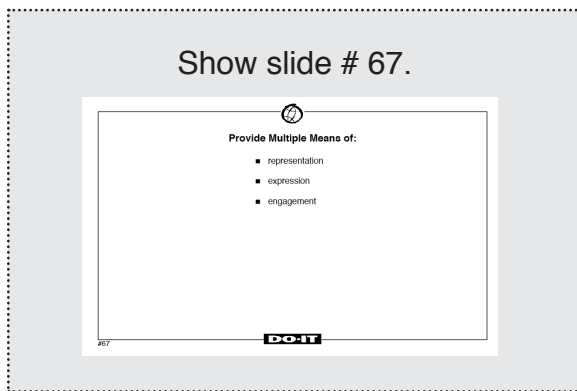 Show slide # 67.
Provide Multiple Means of:
■ representation
■ expression
■ engagement
#67
DO-IT